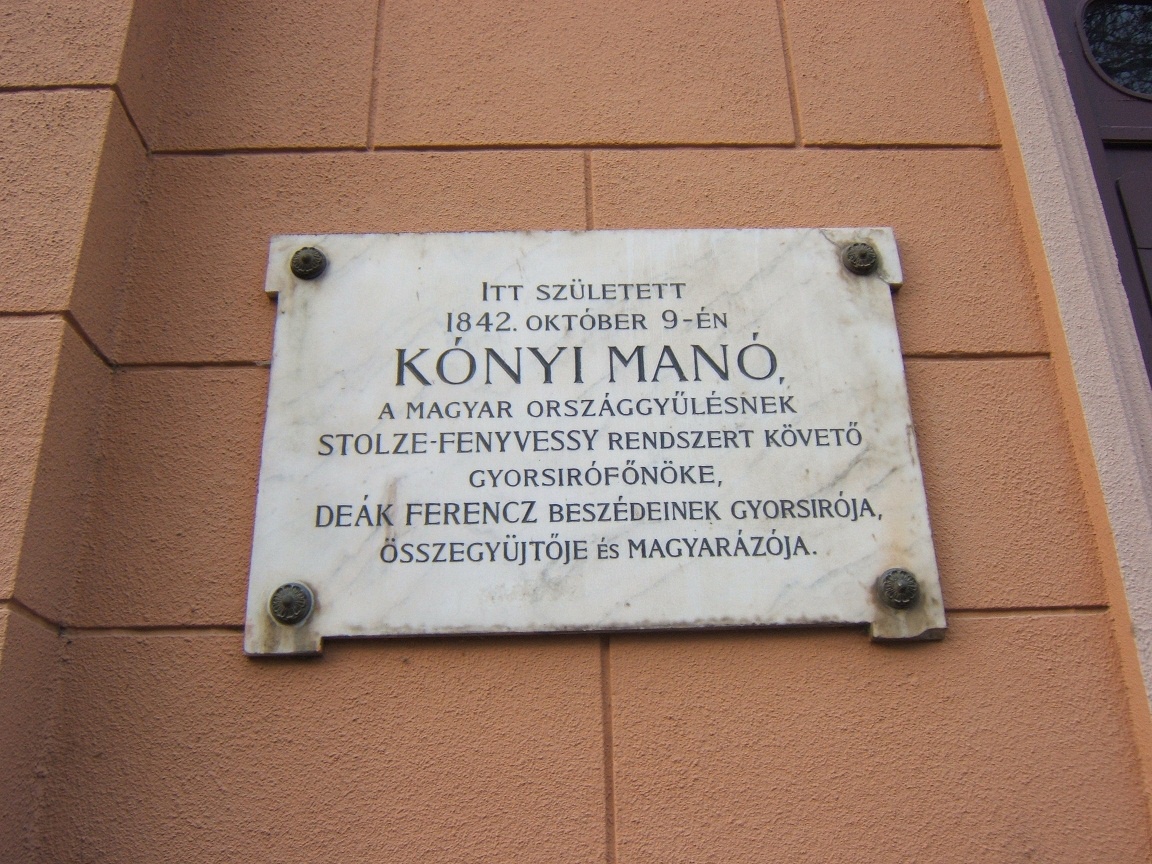 ITT SZÜLETETT
1842. OKTÓBER 9-ÉN
KÓNYI MANÓ,
A MAGYAR ORSZÁGGYŰLÉSNEK
STOLZE-FENYVESSY RENDSZERT KÖVETŐ
GYORSIRÓFŐNÖKE,
DEÁK FERENCZ BESZÉDEINEK GYORSIRÓJA,
ÖSSZEGYÜJTŐJE ÉS MAGYARÁZÓJA.